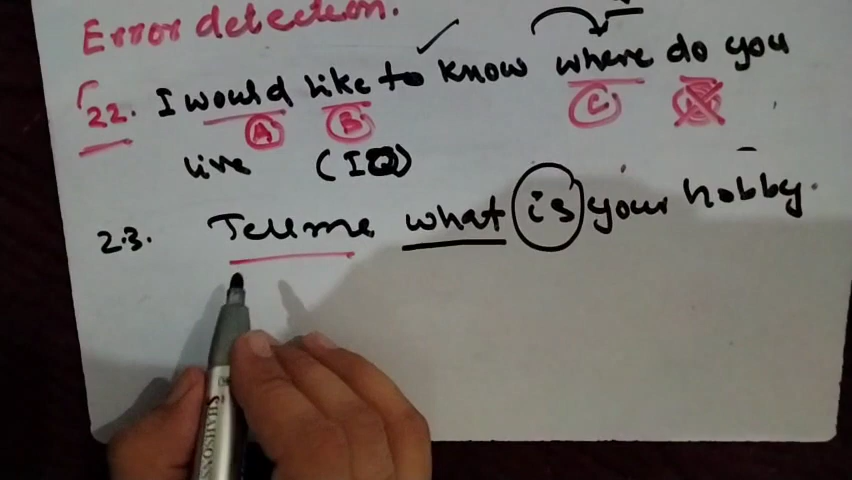 Error detection.
22. I would like to know where do you
A B C
live (IQ)
23. Tell me what is your hobby.
SHAHSONS